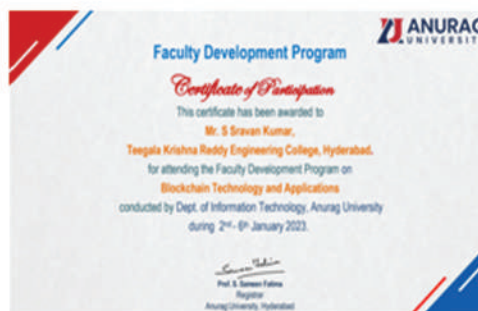 ANURAG
UNIVERSITY
Faculty Development Program
Certificate of Participation
This certificate has been awarded to
Mr. S Sravan Kumar,
Teegala Krishna Reddy Engineering College, Hyderabad.
for attending the Faculty Development Program on
Blockchain Technology and Applications
conducted by Dept. of Information Technology, Anurag University
during 2nd - 6th January 2023.
Prof. S. Sameen Fatima
Registrar
Anurag University, Hyderabad